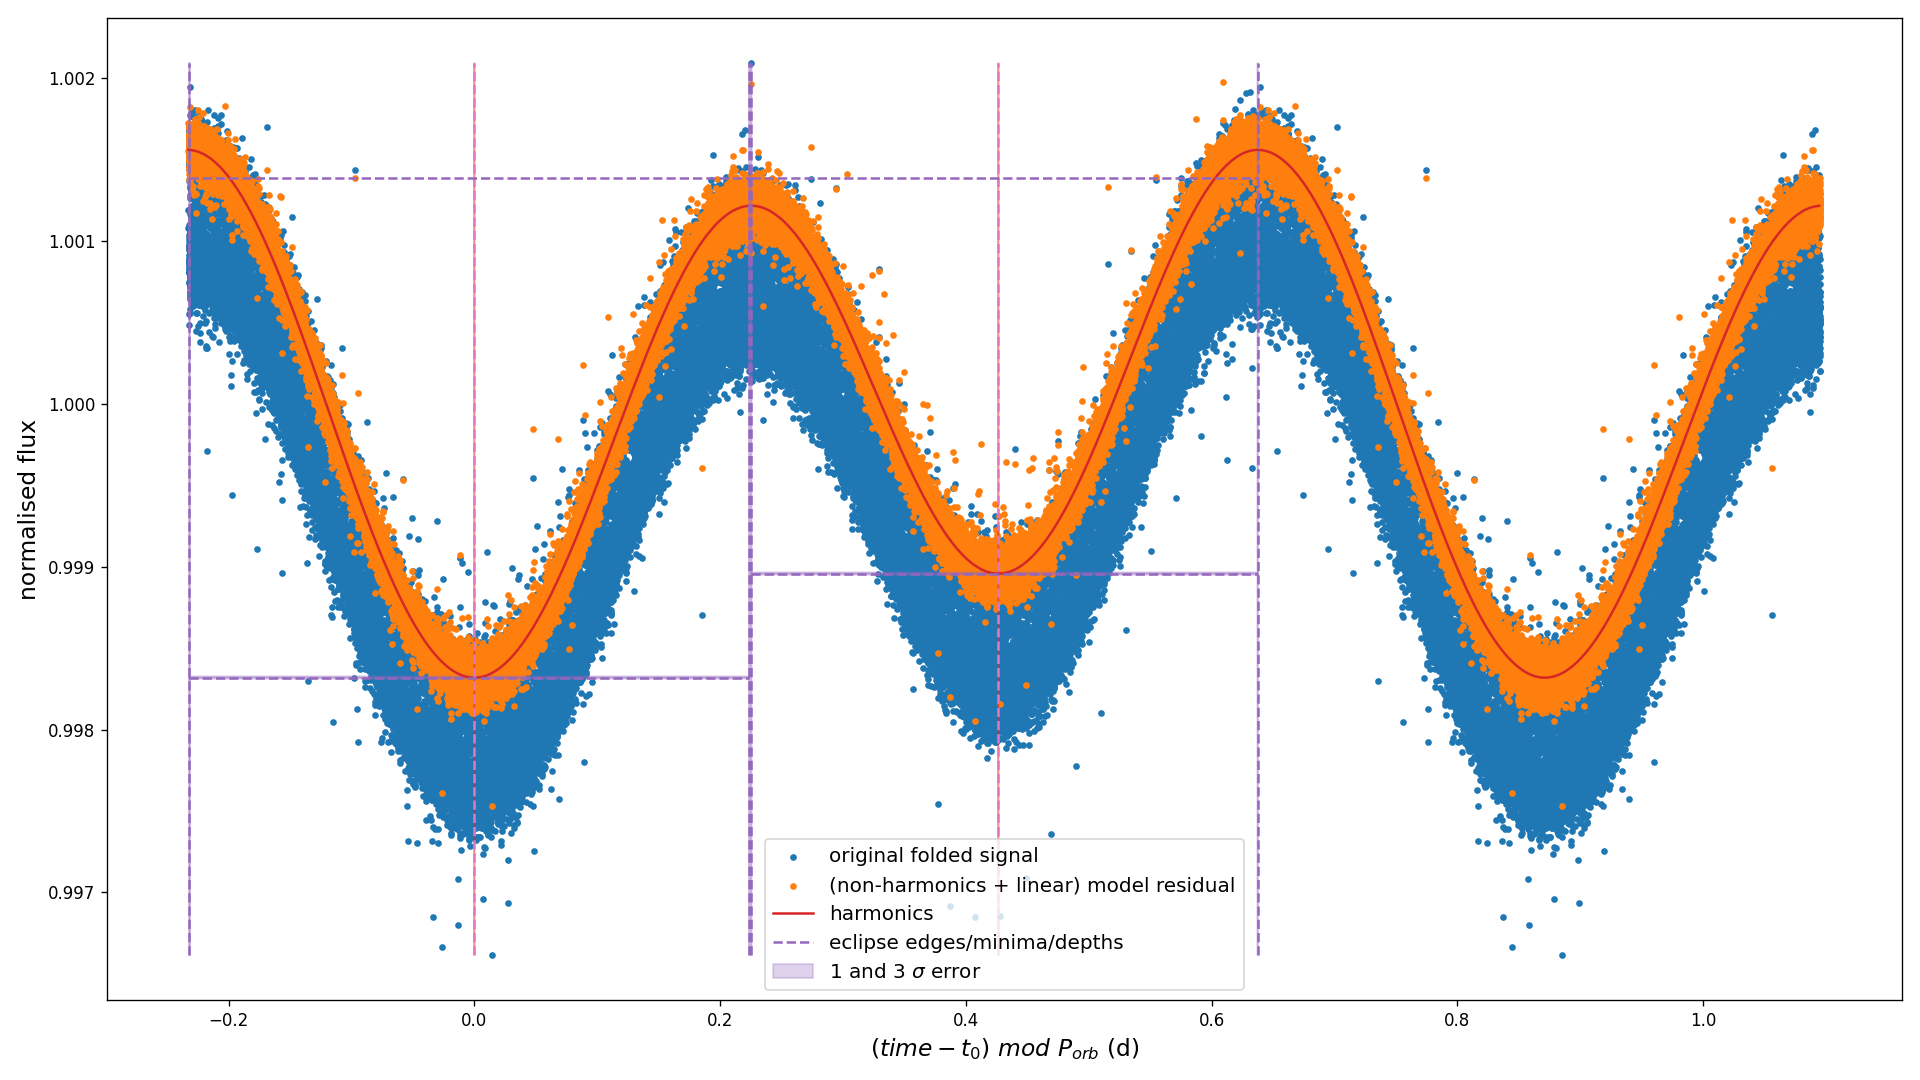 normalised flux
1.002
1.001
1.000
0.999
0.998
0.997
original folded signal
(non-harmonics + linear) model residual
harmonics
eclipse edges/minima/depths
1 and 3 σ error
−0.2 0.0 0.2 0.4 0.6 0.8 1.0
(time − t₀) mod Pₒᵣᵦ (d)